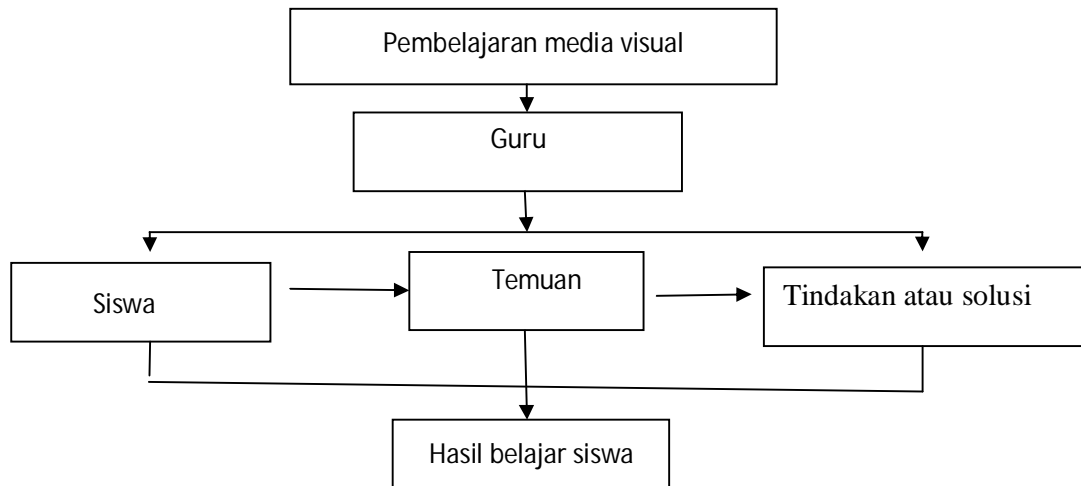 Pembelajaran media visual
Guru
Siswa
Temuan
Tindakan atau solusi
Hasil belajar siswa